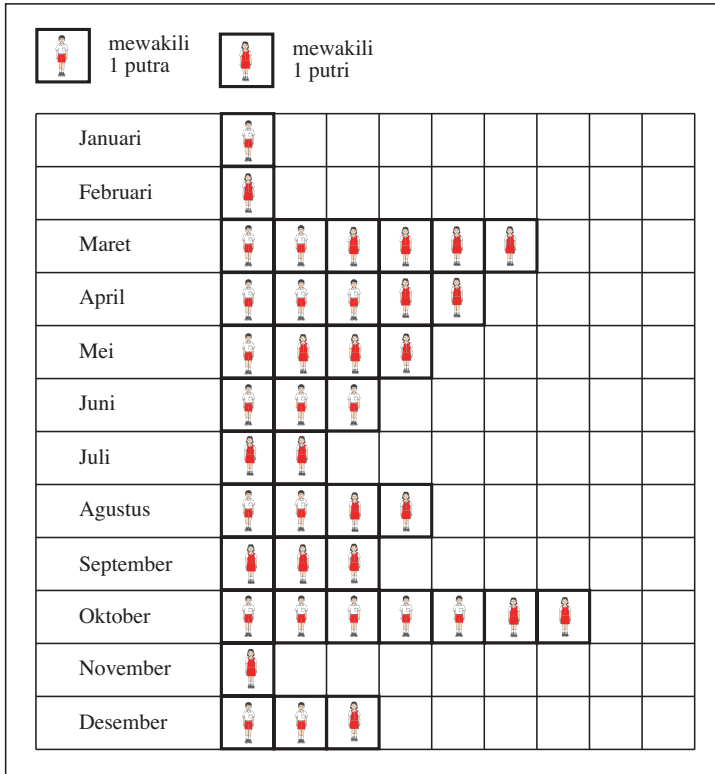 mewakili
1 putra
mewakili
1 putri
Januari
Februari
Maret
April
Mei
Juni
Juli
Agustus
September
Oktober
November
Desember